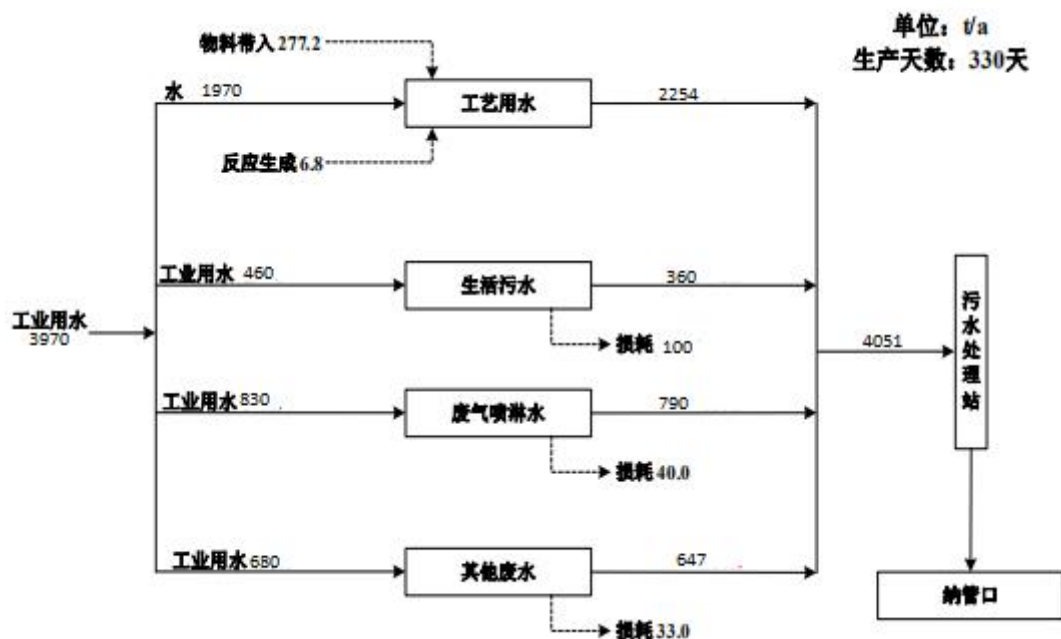 单位：t/a
生产天数：330天
物料带入 277.2
水 1970
工艺用水
2254
反应生成 6.8
工业用水 460
生活污水
360
损耗 100
工业用水
3970
4051
污水处理站
工业用水 830
废气喷淋水
790
损耗 40.0
工业用水 680
其他废水
647
损耗 33.0
纳管口